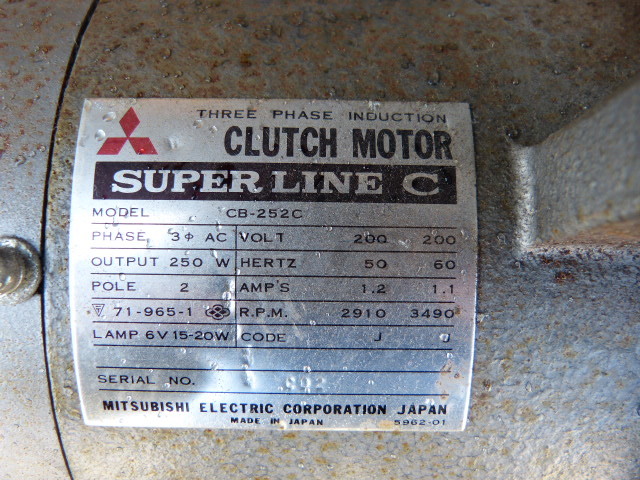 THREE PHASE INDUCTION
CLUTCH MOTOR
SUPER LINE C
MODEL CB-252C
PHASE 3Φ AC VOLT 200 200
OUTPUT 250 W HERTZ 50 60
POLE 2 AMP'S 1.2 1.1
71-965-1 R.P.M. 2910 3490
LAMP 6V 15-20W CODE J J
SERIAL NO.
MITSUBISHI ELECTRIC CORPORATION JAPAN
MADE IN JAPAN 5962-01